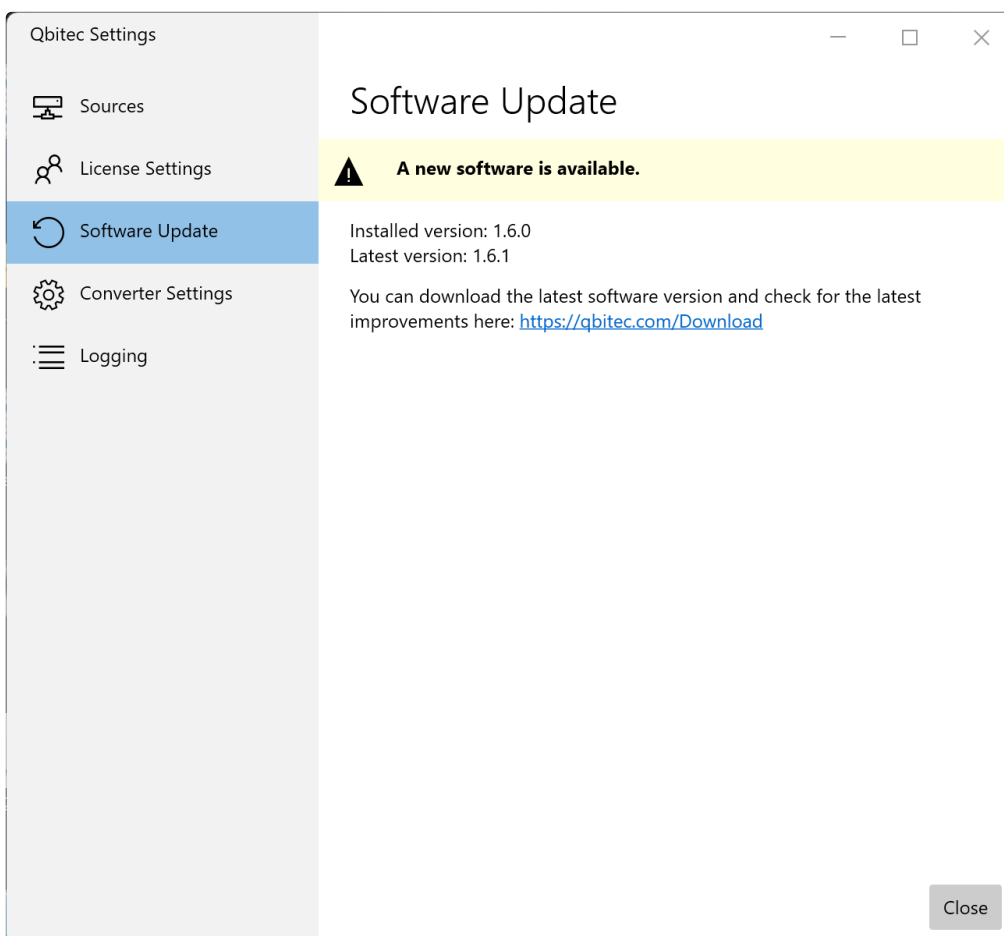 Qbitec Settings
Sources
License Settings
Software Update
Converter Settings
Logging
Software Update
A new software is available.
Installed version: 1.6.0
Latest version: 1.6.1
You can download the latest software version and check for the latest
improvements here: https://qbitec.com/Download
Close